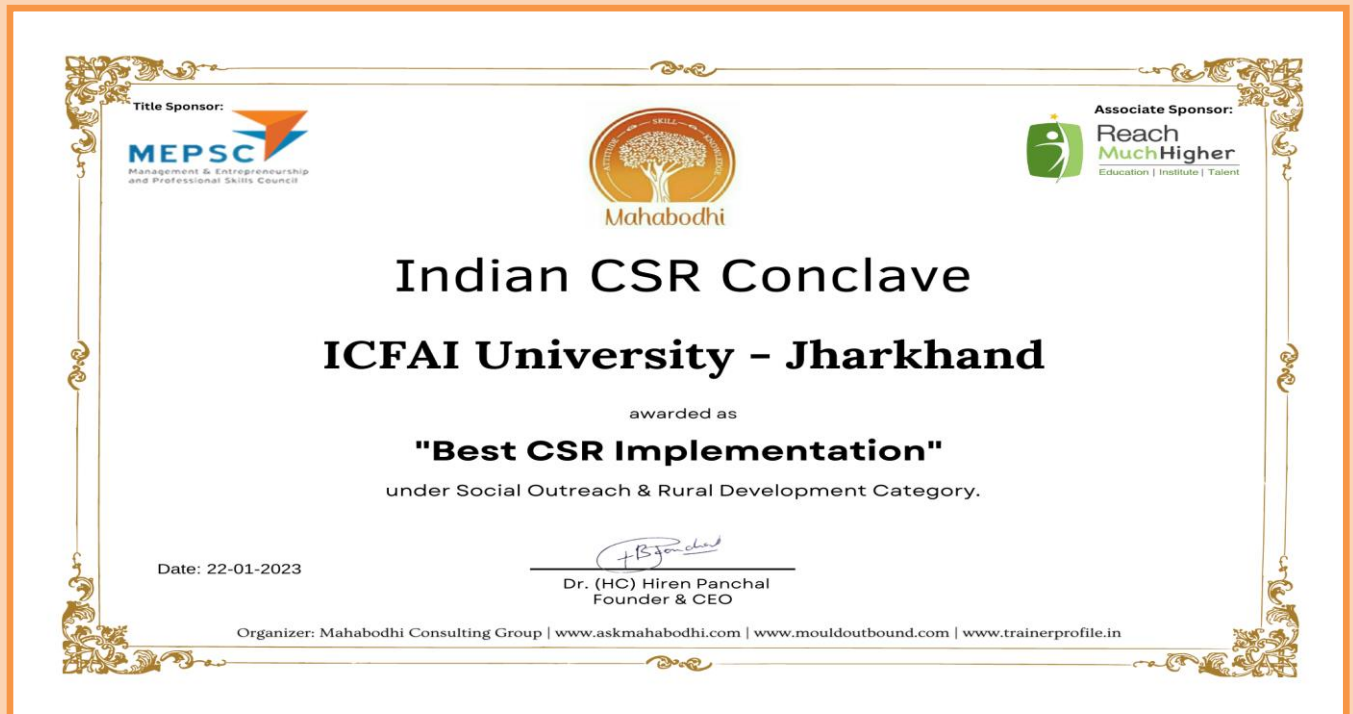 Title Sponsor:
MEPSC
Management & Entrepreneurship
and Professional Skills Council
ATTITUDE SKILL KNOWLEDGE
Mahabodhi
Associate Sponsor:
Reach
MuchHigher
Education | Institute | Talent
Indian CSR Conclave
ICFAI University – Jharkhand
awarded as
"Best CSR Implementation"
under Social Outreach & Rural Development Category.
Date: 22-01-2023
Dr. (HC) Hiren Panchal
Founder & CEO
Organizer: Mahabodhi Consulting Group | www.askmahabodhi.com | www.mouldoutbound.com | www.trainerprofile.in